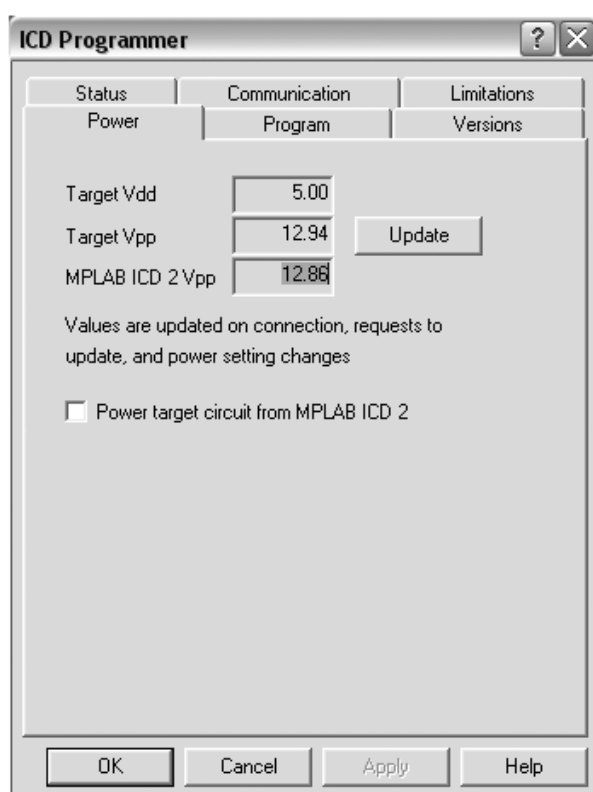 ICD Programmer
Status Communication Limitations
Power Program Versions
Target Vdd 5.00
Target Vpp 12.94 Update
MPLAB ICD 2 Vpp 12.86
Values are updated on connection, requests to
update, and power setting changes
Power target circuit from MPLAB ICD 2
OK Cancel Apply Help